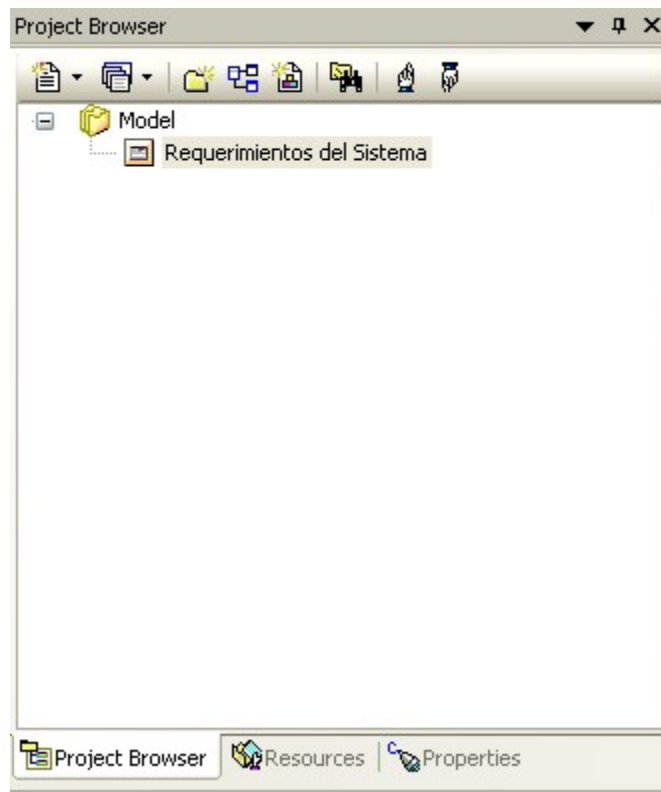 Project Browser
Model
Requerimientos del Sistema
Project Browser
Resources
Properties